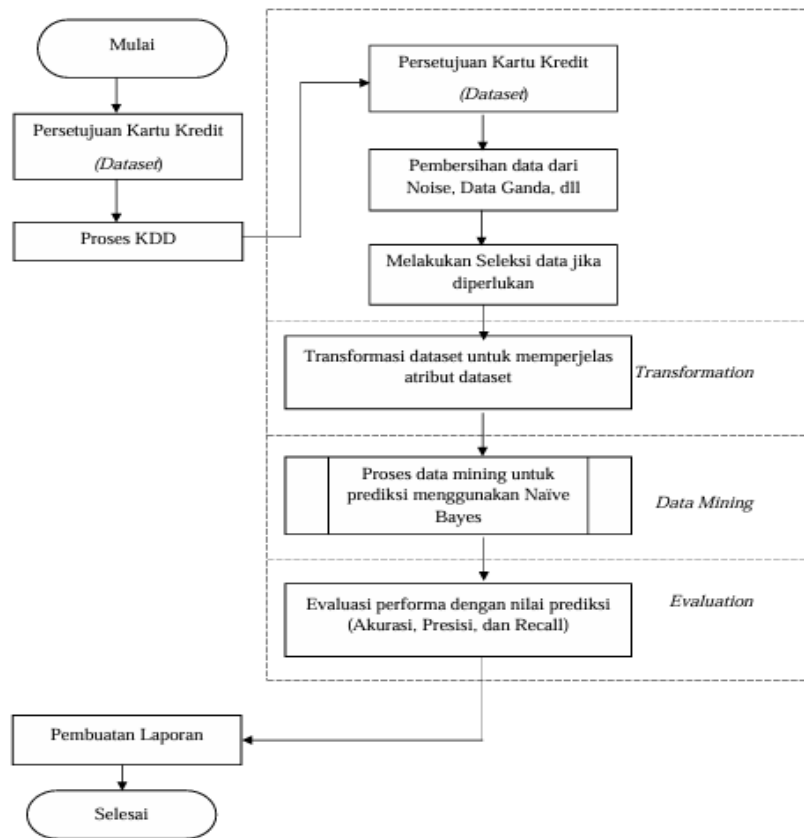 Mulai
Persetujuan Kartu Kredit
(Dataset)
Proses KDD
Persetujuan Kartu Kredit
(Dataset)
Pembersihan data dari
Noise, Data Ganda, dll
Melakukan Seleksi data jika
diperlukan
Transformasi dataset untuk memperjelas
atribut dataset
Transformation
Proses data mining untuk
prediksi menggunakan Naïve
Bayes
Data Mining
Evaluasi performa dengan nilai prediksi
(Akurasi, Presisi, dan Recall)
Evaluation
Pembuatan Laporan
Selesai